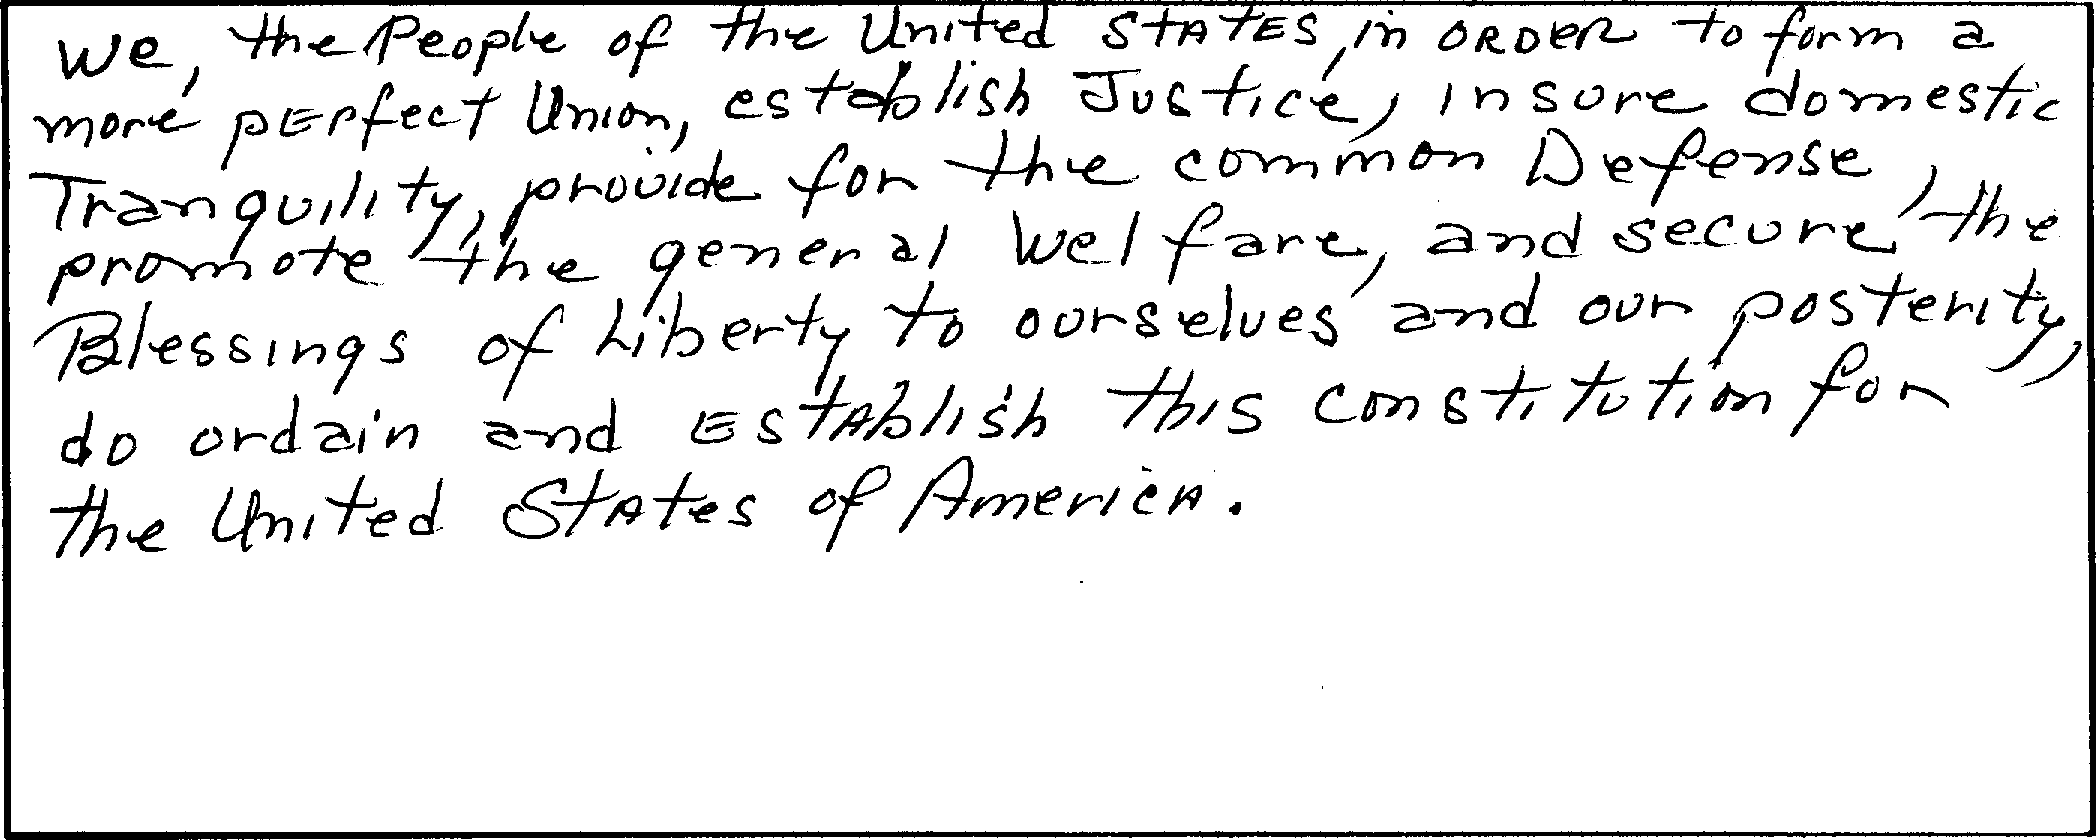 We, the People of the United STATES, in ORDER to form a
more PERfect Union, establish Justice, insure domestic
Tranquility, provide for the common Defense,
promote the general Welfare, and secure the
Blessings of Liberty to ourselves and our posterity,
do ordain and ESTAblish this constitution for
the United StAtes of AmericA.